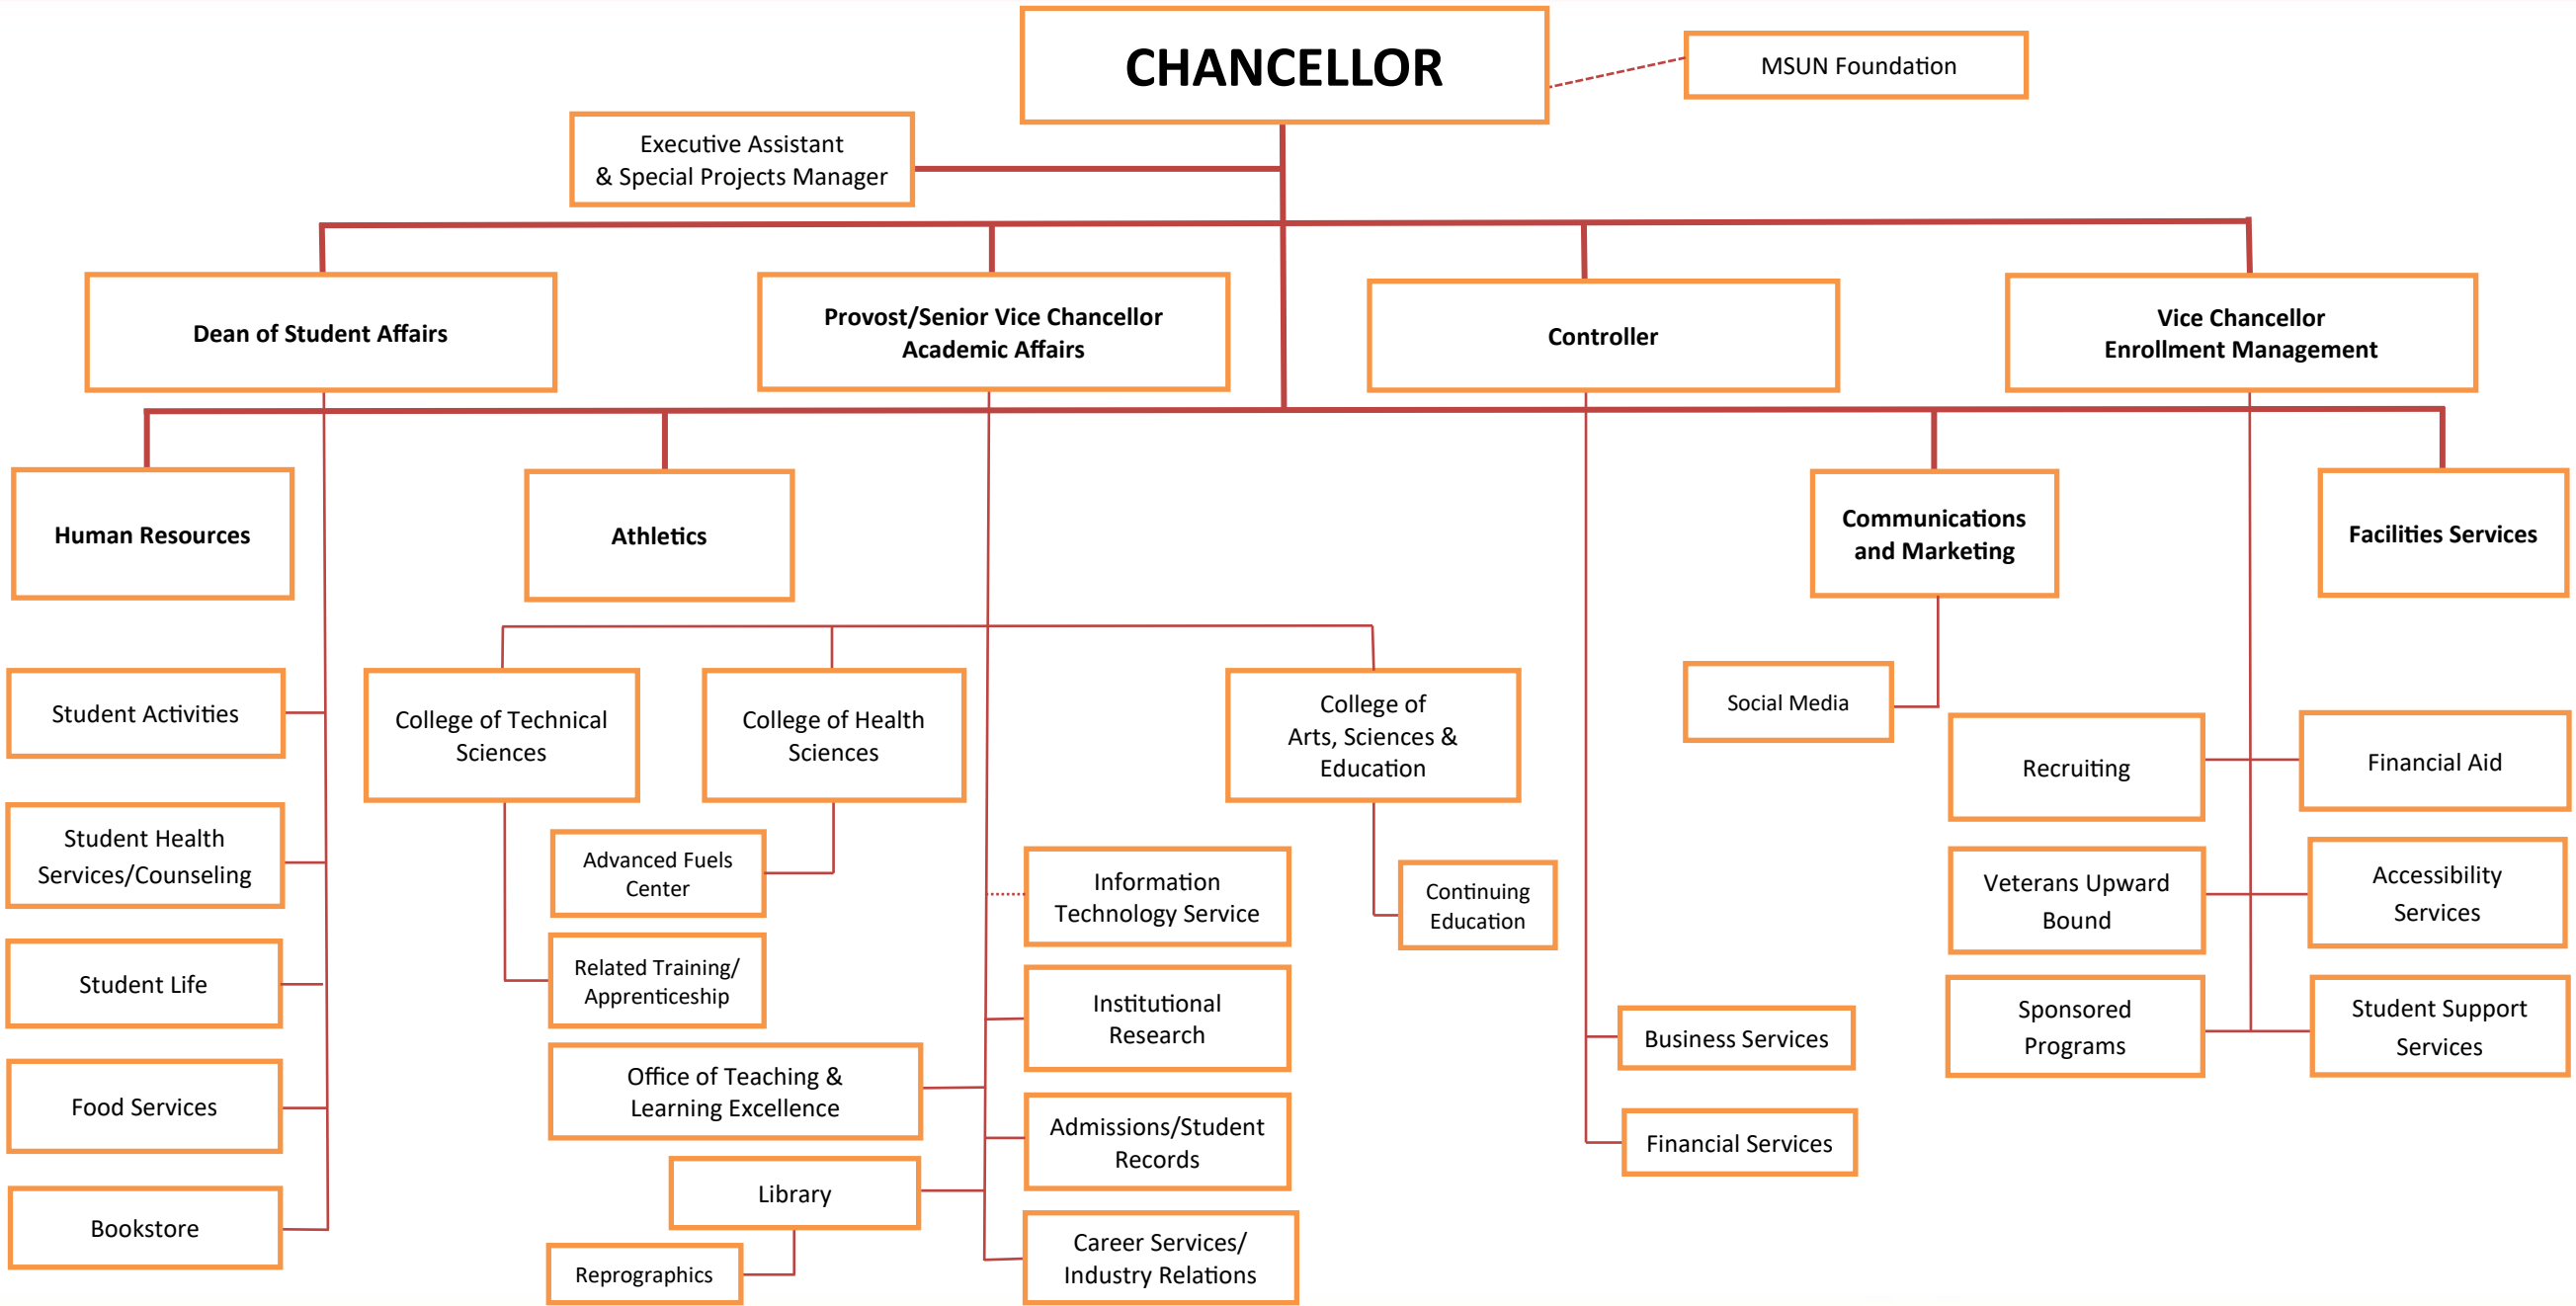 CHANCELLOR
MSUN Foundation
Executive Assistant
& Special Projects Manager
Dean of Student Affairs
Provost/Senior Vice Chancellor
Academic Affairs
Controller
Vice Chancellor
Enrollment Management
Human Resources
Athletics
Communications
and Marketing
Facilities Services
Student Activities
College of Technical
Sciences
College of Health
Sciences
College of
Arts, Sciences &
Education
Social Media
Recruiting
Financial Aid
Student Health
Services/Counseling
Advanced Fuels
Center
Information
Technology Service
Continuing
Education
Veterans Upward
Bound
Accessibility
Services
Student Life
Related Training/
Apprenticeship
Institutional
Research
Business Services
Sponsored
Programs
Student Support
Services
Food Services
Office of Teaching &
Learning Excellence
Admissions/Student
Records
Financial Services
Bookstore
Library
Reprographics
Career Services/
Industry Relations